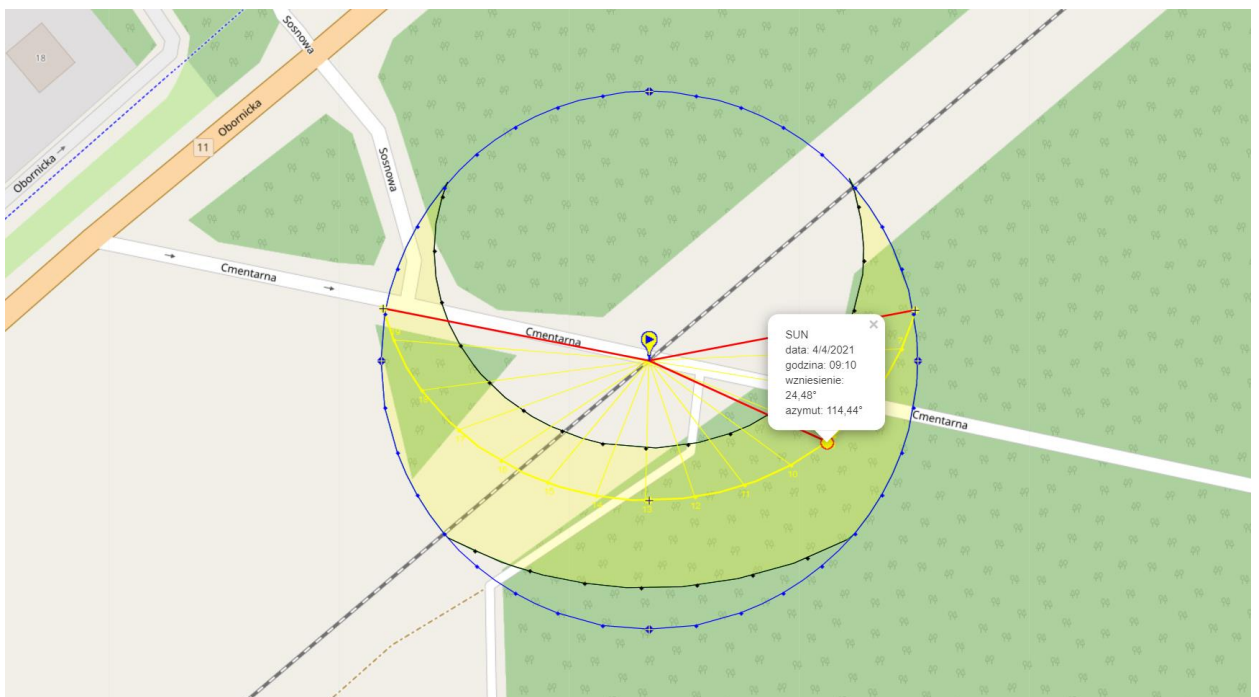 18
Sosnowa
Obornicka
11
Obornicka
Sosnowa
Cmentarna
Cmentarna
×
SUN
data: 4/4/2021
godzina: 09:10
wzniesienie:
24,48°
azymut: 114,44°
Cmentarna
10
11
12
13